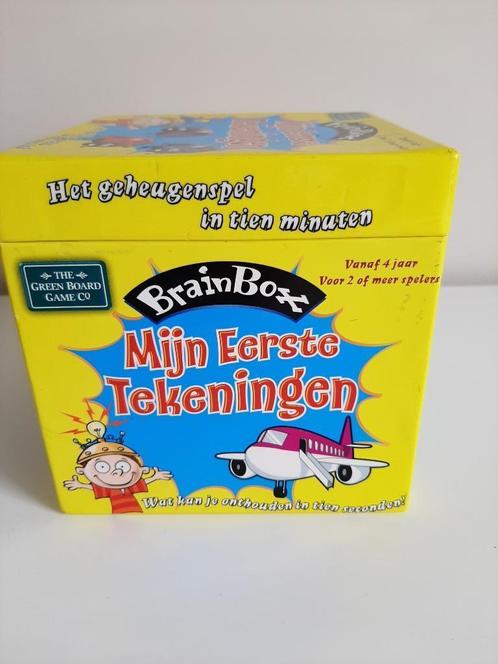 Het geheugenspel
in tien minuten
THE
GREEN BOARD
GAME CO
BrainBox
Vanaf 4 jaar
Voor 2 of meer spelers
Mijn Eerste
Tekeningen
Wat kan je onthouden in tien seconden?